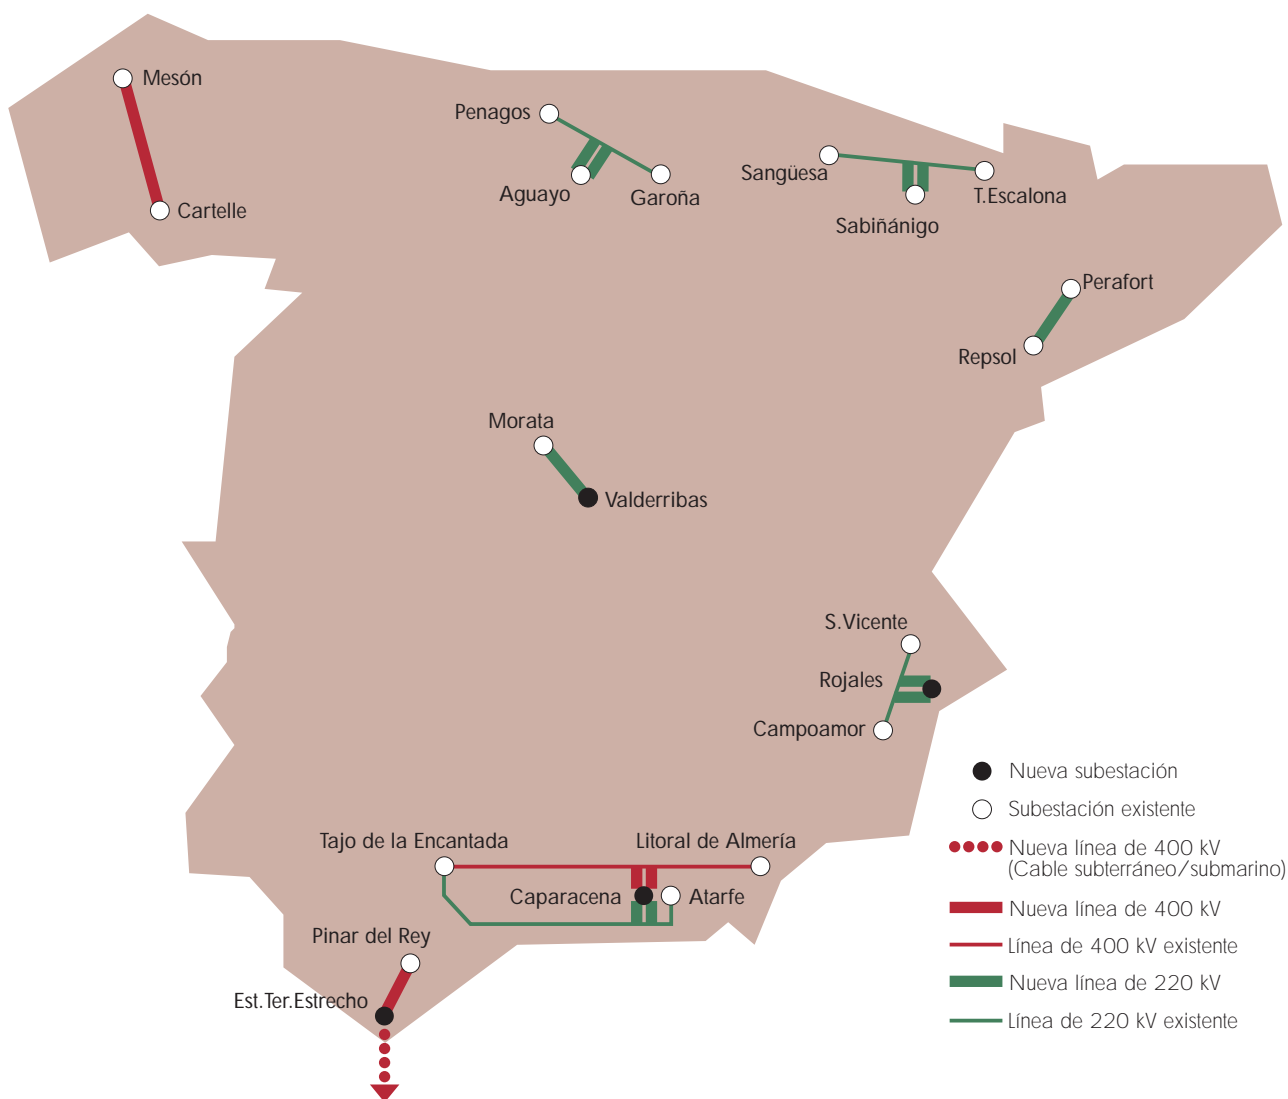 Mesón
Penagos
Sangüesa
T.Escalona
Aguayo
Garoña
Cartelle
Sabiñánigo
Perafort
Repsol
Morata
Valderribas
S.Vicente
Rojales
Campoamor
Nueva subestación
Subestación existente
Tajo de la Encantada
Litoral de Almería
Nueva línea de 400 kV
(Cable subterráneo/submarino)
Caparacena
Atarfe
Nueva línea de 400 kV
Pinar del Rey
Línea de 400 kV existente
Nueva línea de 220 kV
Est.Ter.Estrecho
Línea de 220 kV existente